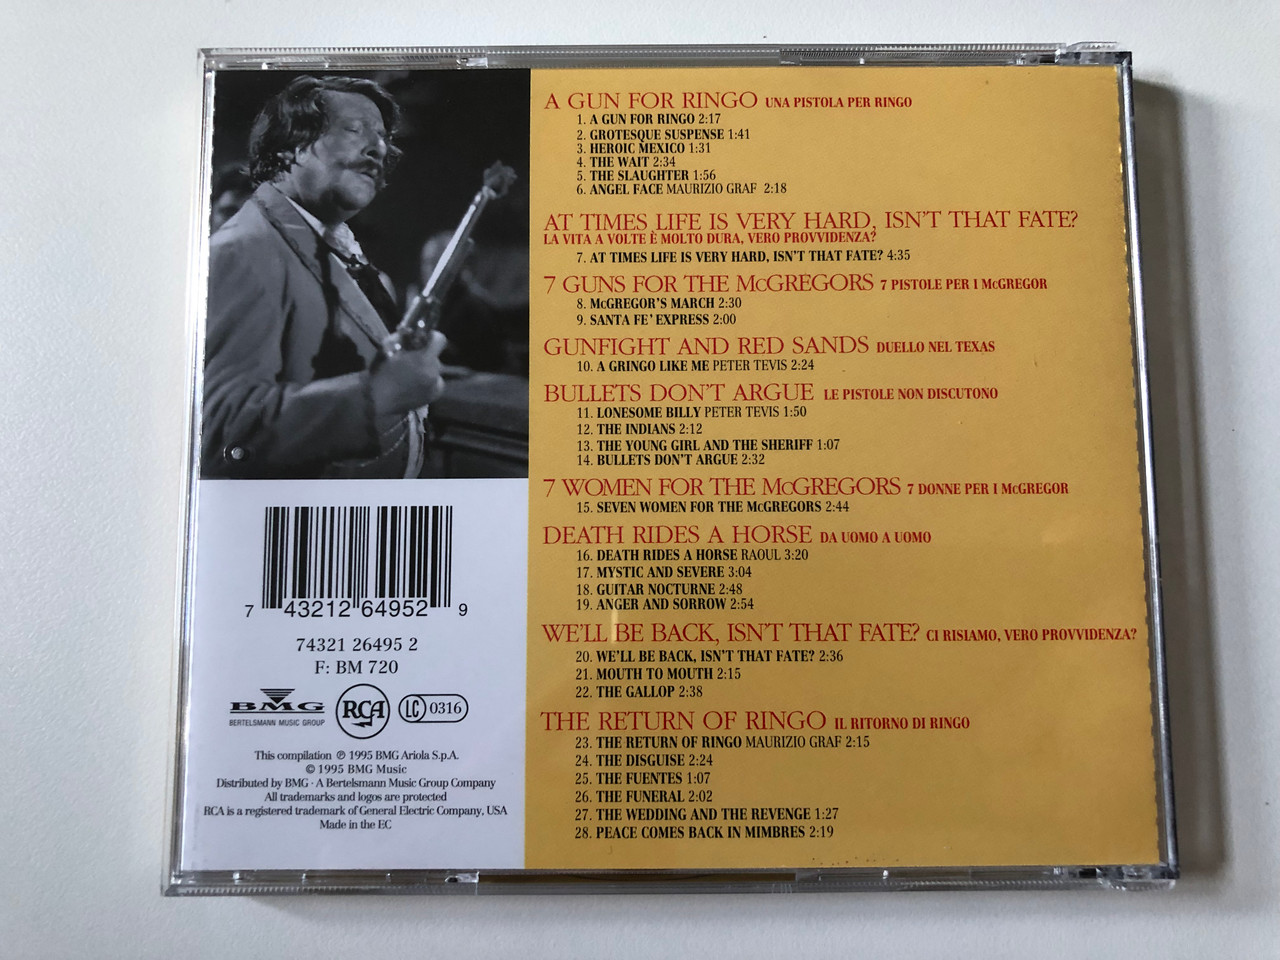 A GUN FOR RINGO UNA PISTOLA PER RINGO
1. A GUN FOR RINGO 2:17
2. GROTESQUE SUSPENSE 1:41
3. HEROIC MEXICO 1:31
4. THE WAIT 2:34
5. THE SLAUGHTER 1:56
6. ANGEL FACE MAURIZIO GRAF 2:18
AT TIMES LIFE IS VERY HARD, ISN'T THAT FATE?
LA VITA A VOLTE È MOLTO DURA, VERO PROVVIDENZA?
7. AT TIMES LIFE IS VERY HARD, ISN'T THAT FATE? 4:35
7 GUNS FOR THE McGREGORS 7 PISTOLE PER I McGREGOR
8. McGREGOR'S MARCH 2:30
9. SANTA FE' EXPRESS 2:00
GUNFIGHT AND RED SANDS DUELLO NEL TEXAS
10. A GRINGO LIKE ME PETER TEVIS 2:24
BULLETS DON'T ARGUE LE PISTOLE NON DISCUTONO
11. LONESOME BILLY PETER TEVIS 1:50
12. THE INDIANS 2:12
13. THE YOUNG GIRL AND THE SHERIFF 1:07
14. BULLETS DON'T ARGUE 2:32
7 WOMEN FOR THE McGREGORS 7 DONNE PER I McGREGOR
15. SEVEN WOMEN FOR THE McGREGORS 2:44
DEATH RIDES A HORSE DA UOMO A UOMO
16. DEATH RIDES A HORSE RAOUL 3:20
17. MYSTIC AND SEVERE 3:04
18. GUITAR NOCTURNE 2:48
19. ANGER AND SORROW 2:54
WE'LL BE BACK, ISN'T THAT FATE? CI RISIAMO, VERO PROVVIDENZA?
20. WE'LL BE BACK, ISN'T THAT FATE? 2:36
21. MOUTH TO MOUTH 2:15
22. THE GALLOP 2:38
THE RETURN OF RINGO IL RITORNO DI RINGO
23. THE RETURN OF RINGO MAURIZIO GRAF 2:15
24. THE DISGUISE 2:24
25. THE FUENTES 1:07
26. THE FUNERAL 2:02
27. THE WEDDING AND THE REVENGE 1:27
28. PEACE COMES BACK IN MIMBRES 2:19
7 43212 64952 9
74321 26495 2
F: BM 720
BMG
BERTELSMANN MUSIC GROUP
RCA
LC 0316
This compilation ℗ 1995 BMG Ariola S.p.A.
© 1995 BMG Music
Distributed by BMG · A Bertelsmann Music Group Company
All trademarks and logos are protected
RCA is a registered trademark of General Electric Company, USA
Made in the EC